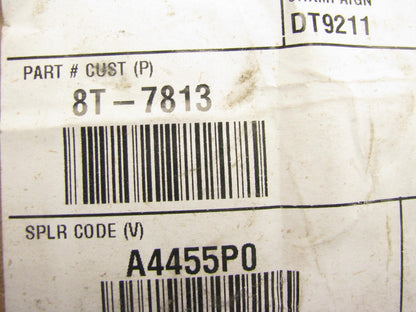 DT9211
PART # CUST (P)
8T-7813
SPLR CODE (V)
A4455P0